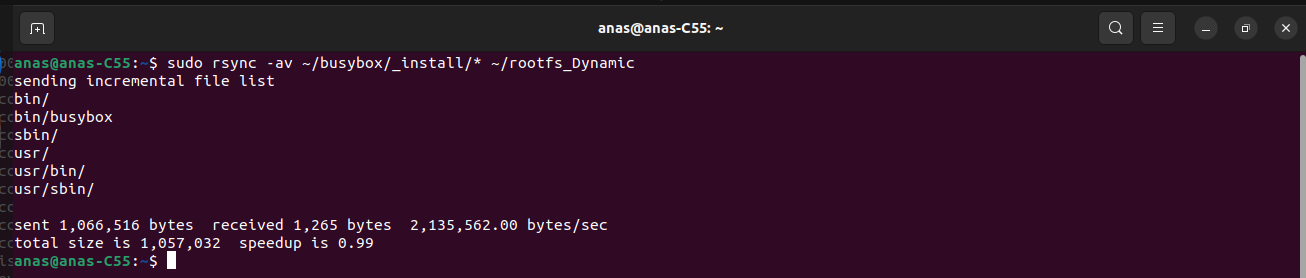 anas@anas-C55: ~
anas@anas-C55:~$ sudo rsync -av ~/busybox/_install/* ~/rootfs_Dynamic
sending incremental file list
bin/
bin/busybox
sbin/
usr/
usr/bin/
usr/sbin/
sent 1,066,516 bytes  received 1,265 bytes  2,135,562.00 bytes/sec
total size is 1,057,032  speedup is 0.99
anas@anas-C55:~$